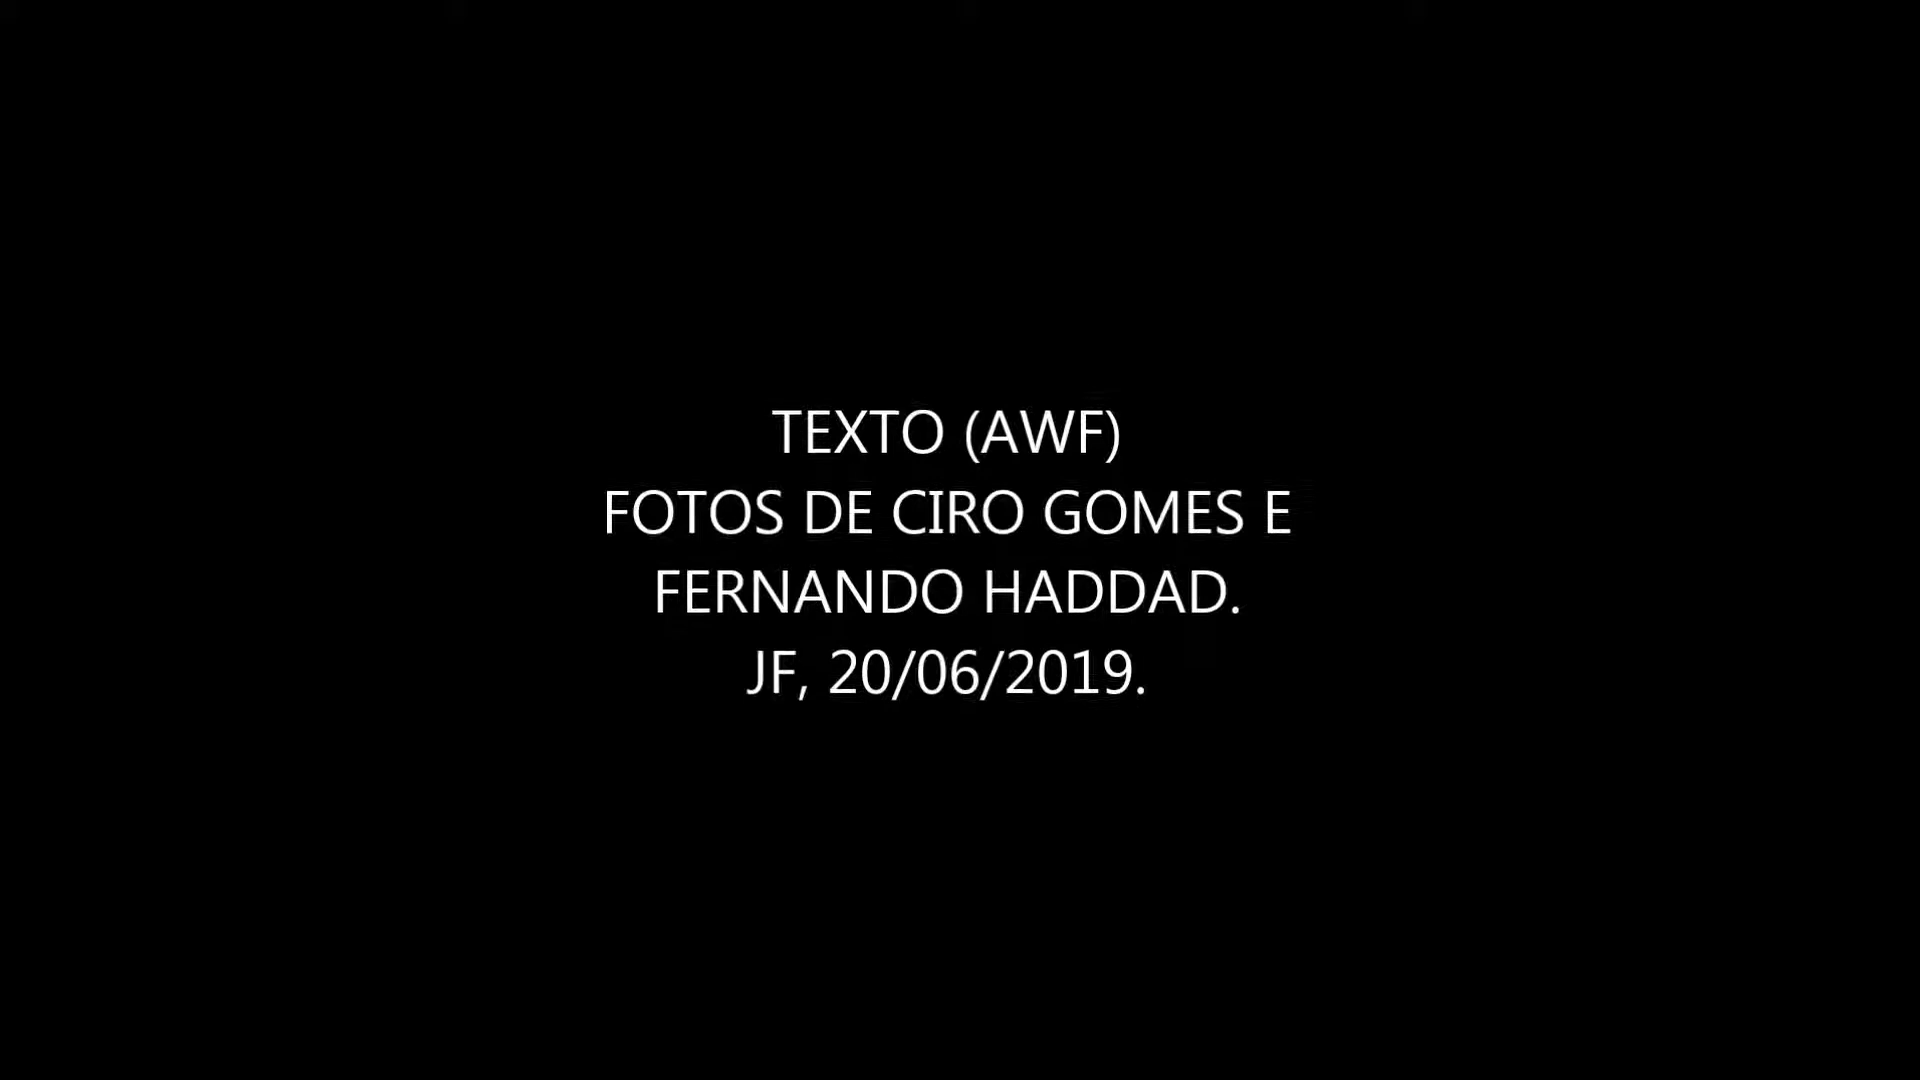 TEXTO (AWF)
FOTOS DE CIRO GOMES E
FERNANDO HADDAD.
JF, 20/06/2019.